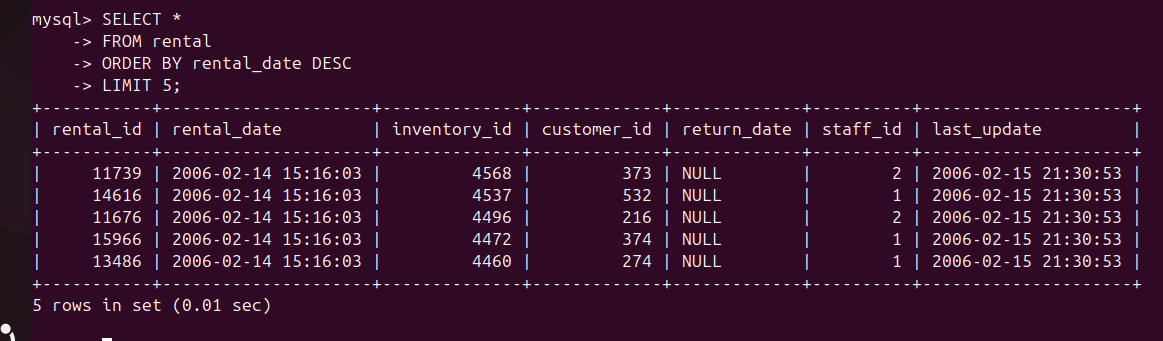 mysql> SELECT *
    -> FROM rental
    -> ORDER BY rental_date DESC
    -> LIMIT 5;
+-----------+---------------------+--------------+-------------+-------------+----------+---------------------+
| rental_id | rental_date         | inventory_id | customer_id | return_date | staff_id | last_update         |
+-----------+---------------------+--------------+-------------+-------------+----------+---------------------+
|     11739 | 2006-02-14 15:16:03 |         4568 |         373 | NULL        |        2 | 2006-02-15 21:30:53 |
|     14616 | 2006-02-14 15:16:03 |         4537 |         532 | NULL        |        1 | 2006-02-15 21:30:53 |
|     11676 | 2006-02-14 15:16:03 |         4496 |         216 | NULL        |        2 | 2006-02-15 21:30:53 |
|     15966 | 2006-02-14 15:16:03 |         4472 |         374 | NULL        |        1 | 2006-02-15 21:30:53 |
|     13486 | 2006-02-14 15:16:03 |         4460 |         274 | NULL        |        1 | 2006-02-15 21:30:53 |
+-----------+---------------------+--------------+-------------+-------------+----------+---------------------+
5 rows in set (0.01 sec)